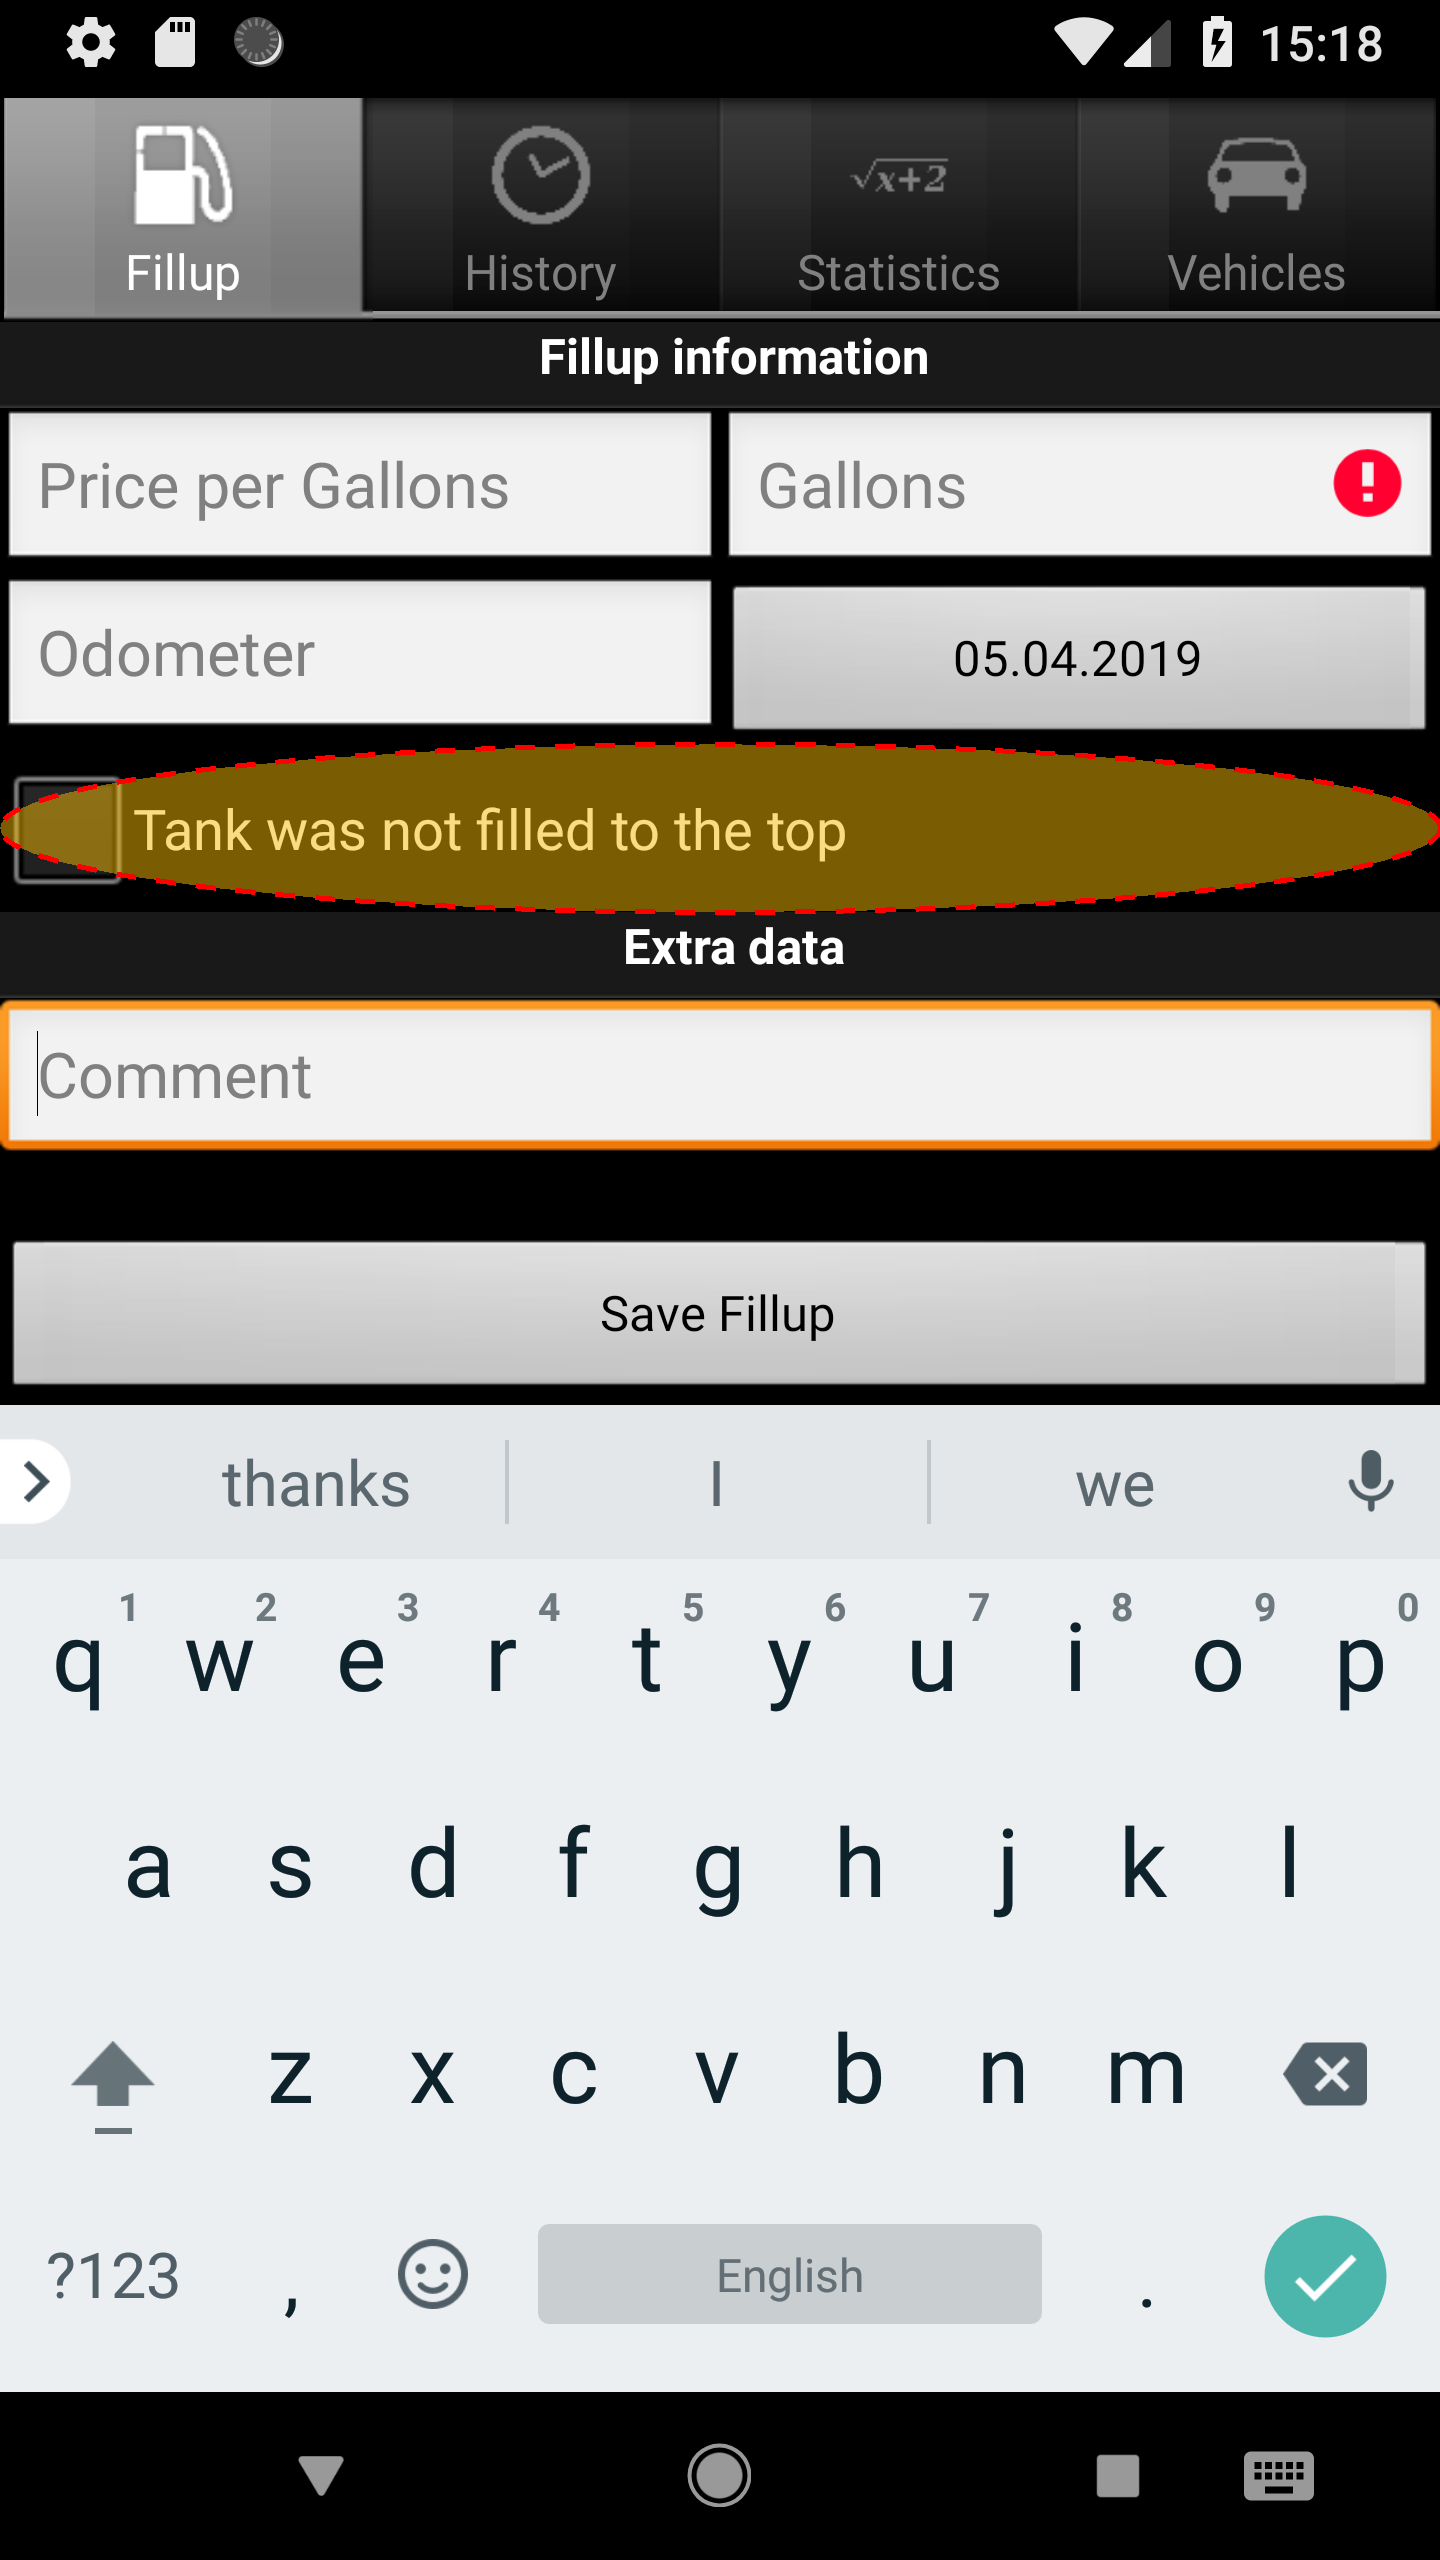 15:18
Fillup History √x+2 Statistics Vehicles
Fillup information
Price per Gallons Gallons
Odometer 05.04.2019
Tank was not filled to the top
Extra data
Comment
Save Fillup
thanks I we
1 2 3 4 5 6 7 8 9 0
q w e r t y u i o p
a s d f g h j k l
z x c v b n m
?123 , English .